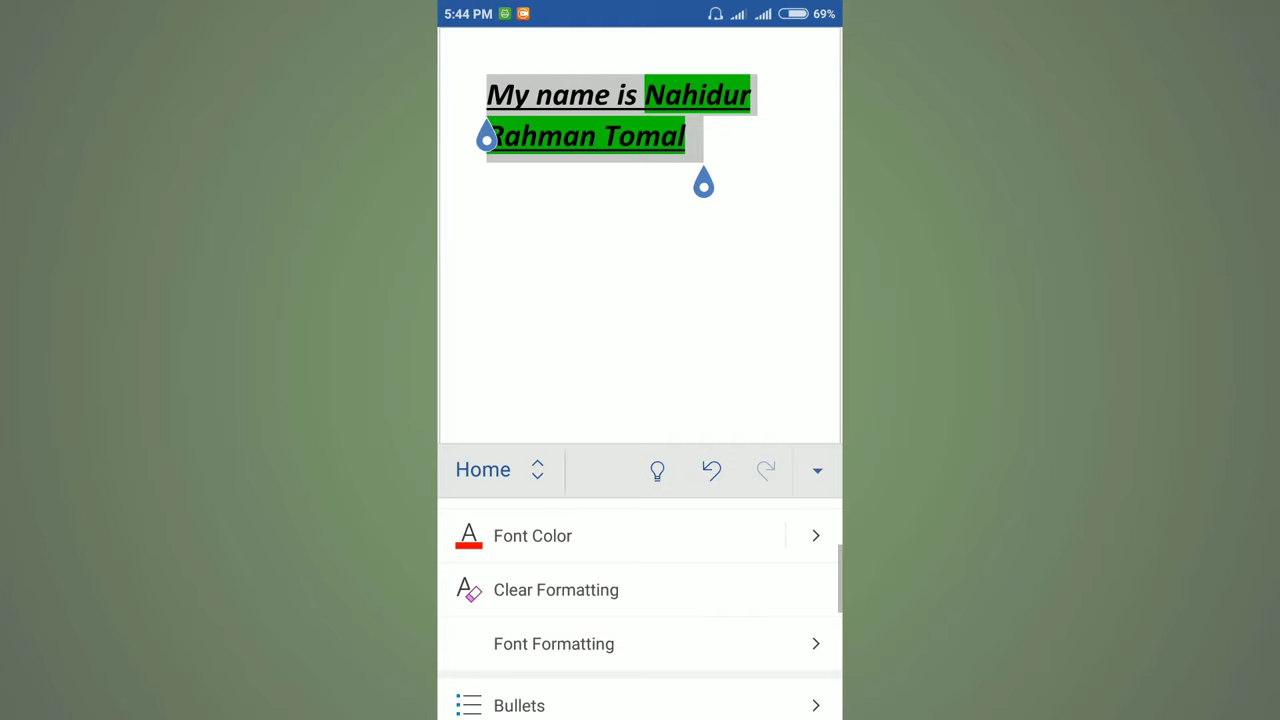 5:44 PM 69%
My name is Nahidur
Rahman Tomal
Home
A Font Color
Clear Formatting
Font Formatting
Bullets